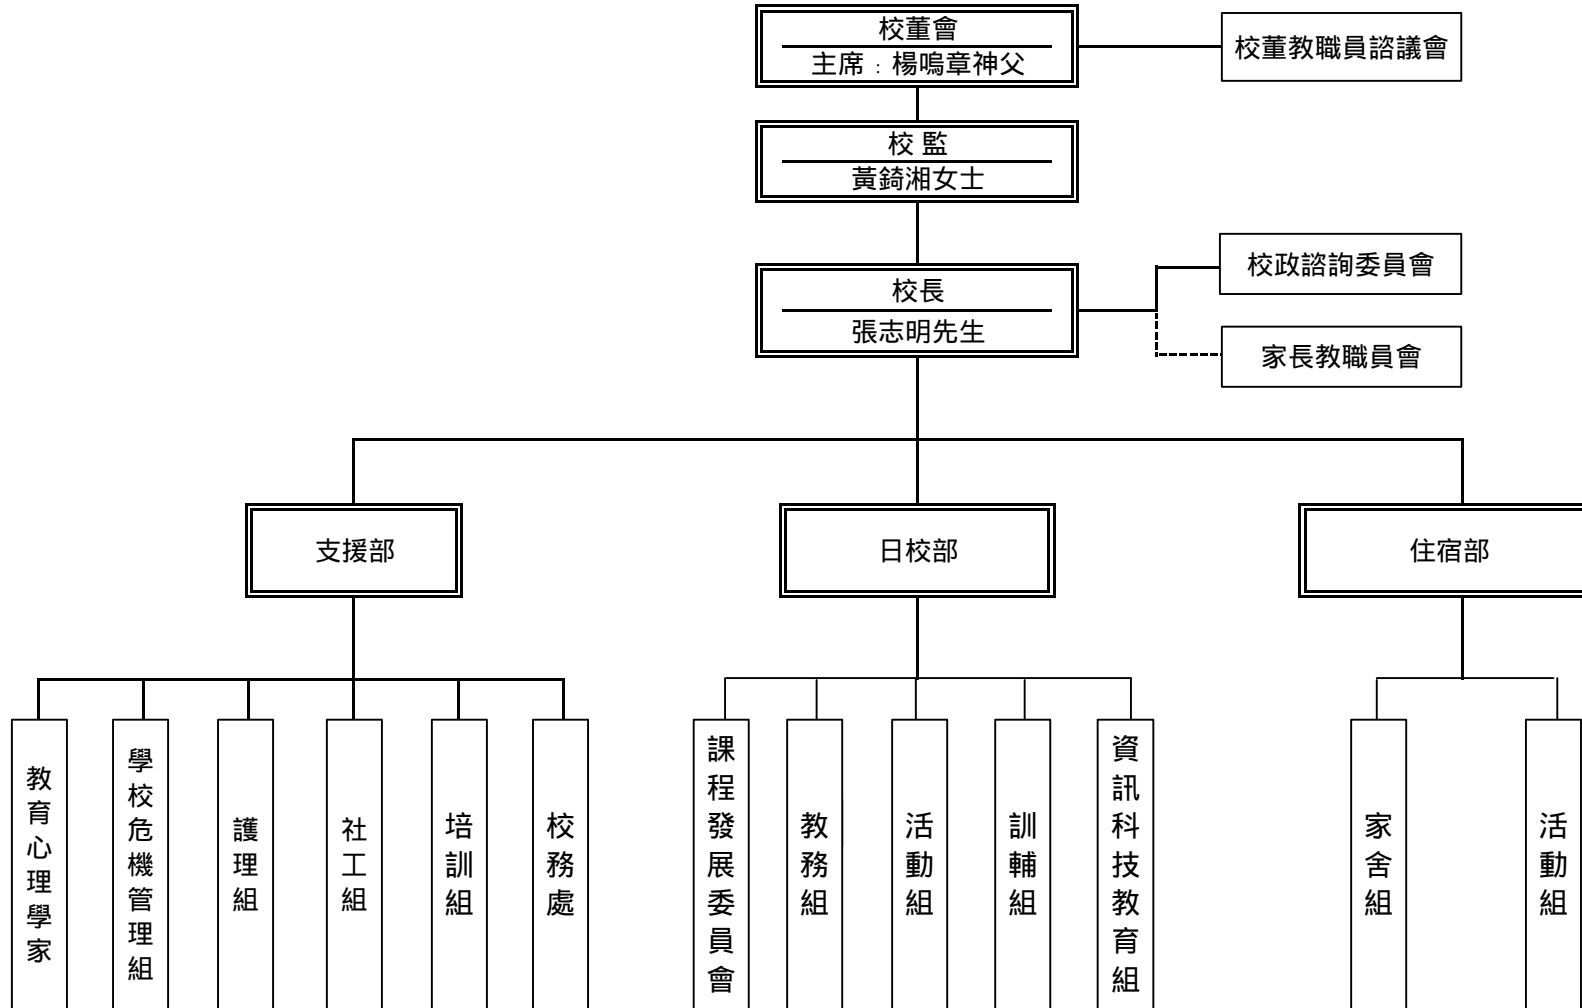 校董會
主席：楊鳴章神父
校董教職員諮議會
校 監
黃錡湘女士
校長
張志明先生
校政諮詢委員會
家長教職員會
支援部
日校部
住宿部
教育心理學家
學校危機管理組
護理組
社工組
培訓組
校務處
課程發展委員會
教務組
活動組
訓輔組
資訊科技教育組
家舍組
活動組